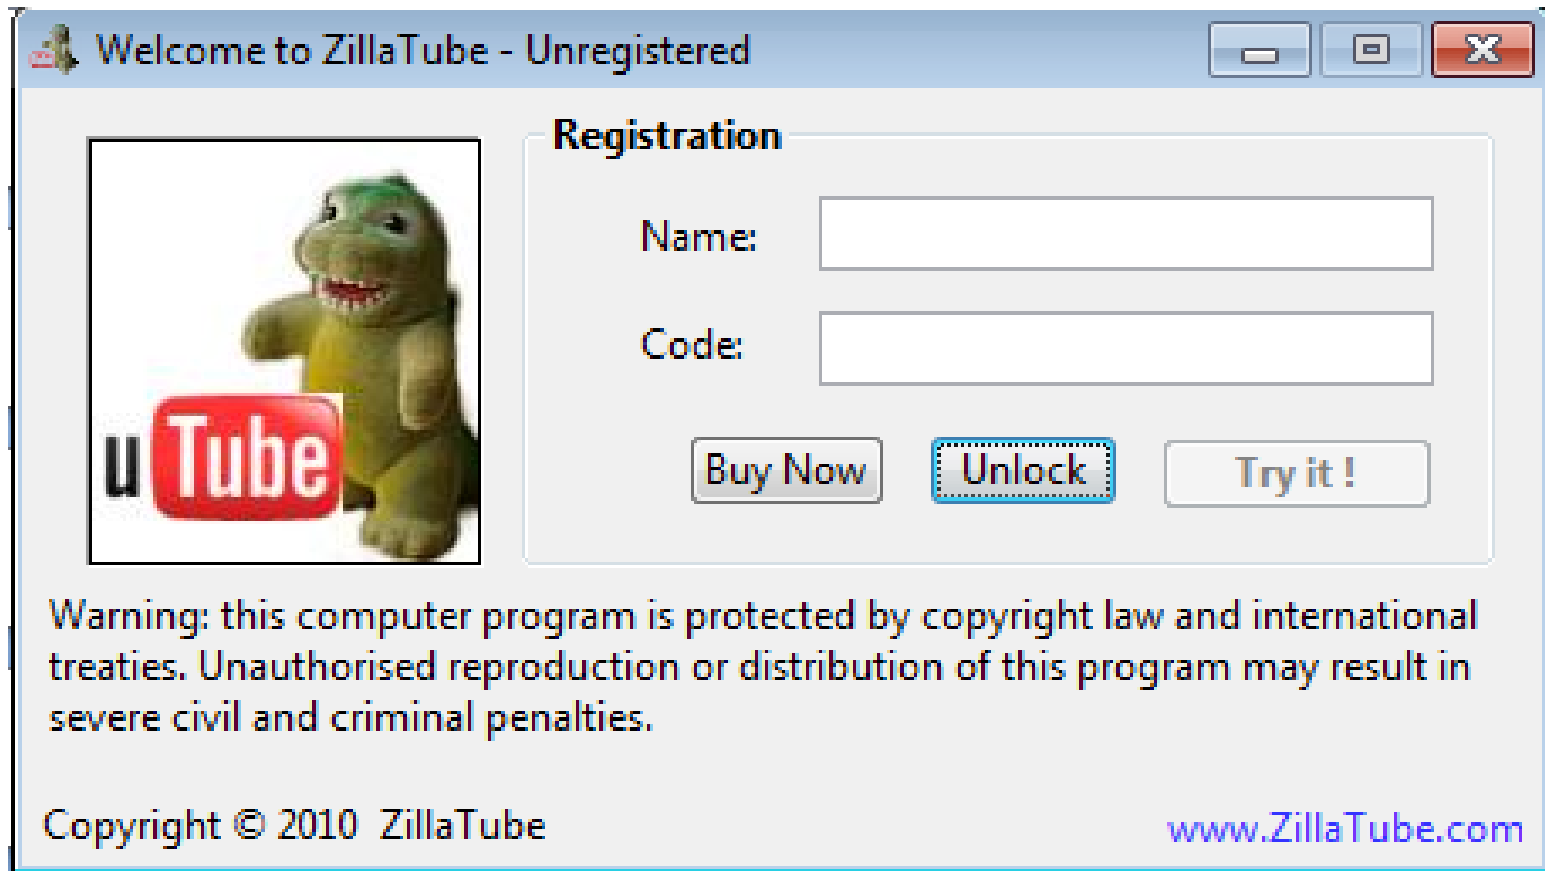 Welcome to ZillaTube - Unregistered
Registration
Name:
Code:
Buy Now Unlock Try it !
u Tube
Warning: this computer program is protected by copyright law and international
treaties. Unauthorised reproduction or distribution of this program may result in
severe civil and criminal penalties.
Copyright © 2010 ZillaTube
www.ZillaTube.com